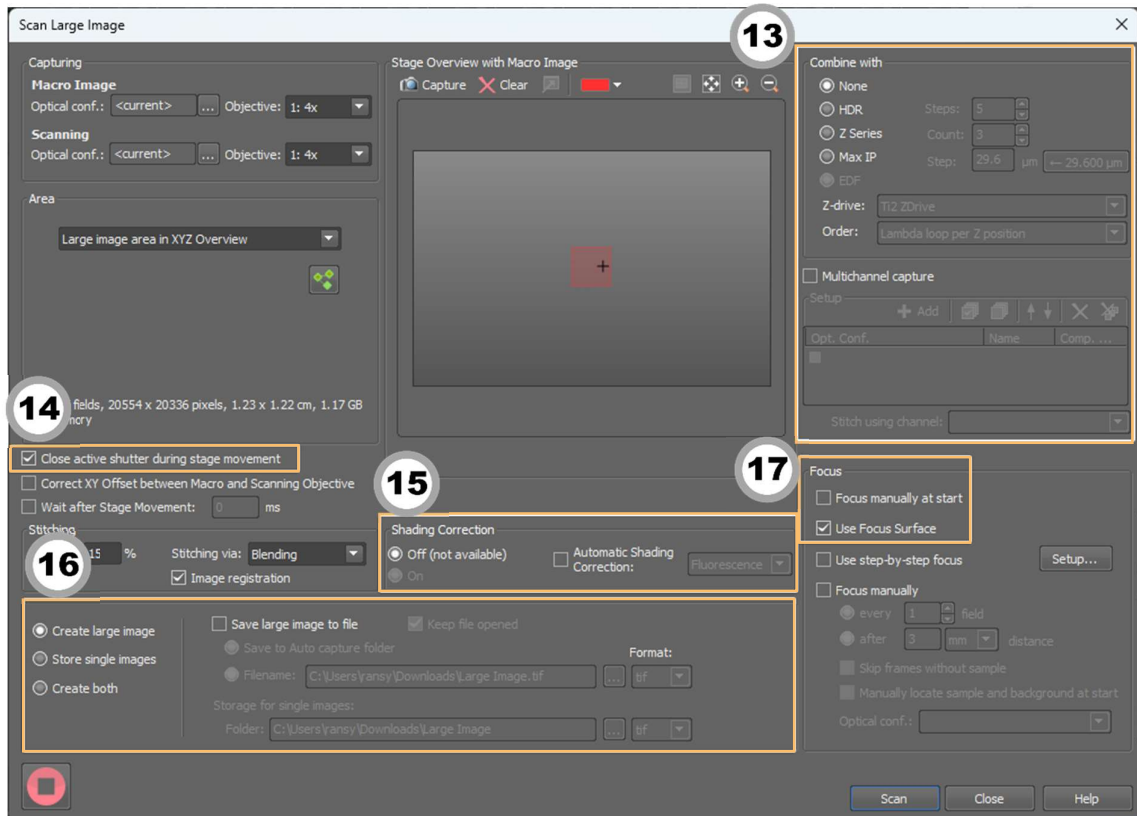 Scan Large Image
13
Capturing
Macro Image
Optical conf.: <current> ... Objective: 1: 4x
Scanning
Optical conf.: <current> ... Objective: 1: 4x
Stage Overview with Macro Image
Capture Clear
Combine with
None
HDR Steps: 5
Z Series Count: 3
Max IP Step: 29.6 µm ← 29.600 µm
EDF
Z-drive: Ti2 ZDrive
Order: Lambda loop per Z position
Multichannel capture
Setup
Add
Opt. Conf. Name Comp. ...
Stitch using channel:
Area
Large image area in XYZ Overview
14
fields, 20554 x 20336 pixels, 1.23 x 1.22 cm, 1.17 GB
Close active shutter during stage movement
Correct XY Offset between Macro and Scanning Objective
Wait after Stage Movement: 0 ms
Stitching
16
15 % Stitching via: Blending
Image registration
15
Shading Correction
Off (not available)
On
Automatic Shading
Correction: Fluorescence
17
Focus
Focus manually at start
Use Focus Surface
Use step-by-step focus Setup...
Focus manually
every 1 field
after 3 mm distance
Skip frames without sample
Manually locate sample and background at start
Optical conf.:
Create large image
Store single images
Create both
Save large image to file Keep file opened
Save to Auto capture folder
Format:
Filename: C:\Users\ransy\Downloads\Large Image.tif ... tif
Storage for single images:
Folder: C:\Users\ransy\Downloads\Large Image ... tif
Scan Close Help